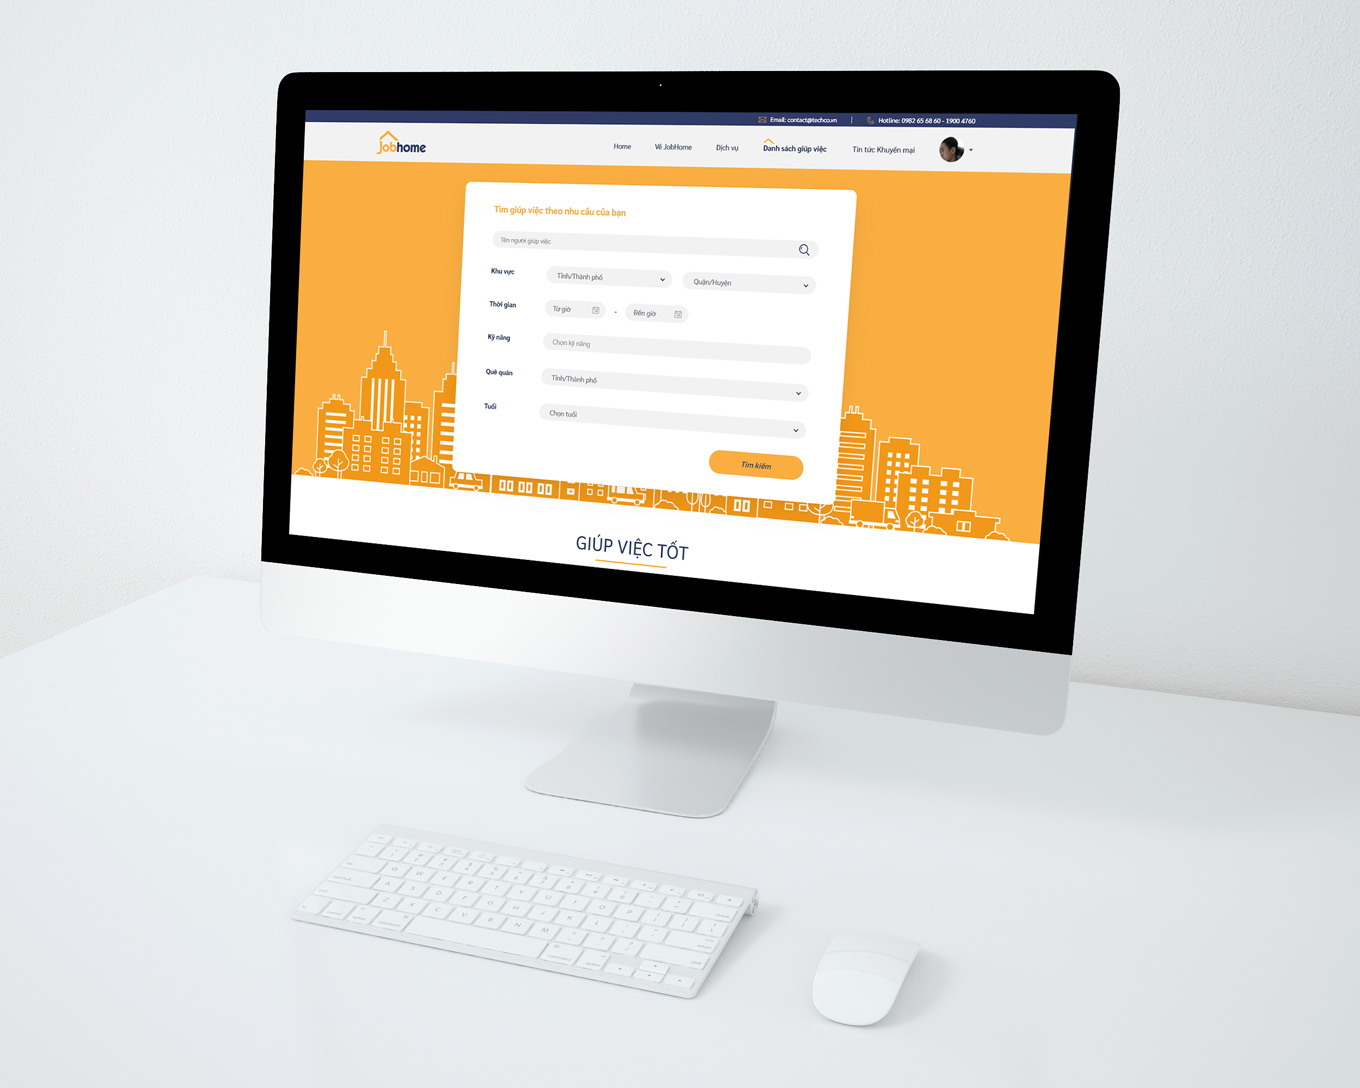 Email: contact@techco.vn | Hotline: 0982 65 68 60 - 1900 4760
jobhome Home Về JobHome Dịch vụ Danh sách giúp việc Tin tức Khuyến mại
Tìm giúp việc theo nhu cầu của bạn
Tên người giúp việc
Khu vực Tỉnh/Thành phố Quận/Huyện
Thời gian Từ giờ - Đến giờ
Kỹ năng Chọn kỹ năng
Quê quán Tỉnh/Thành phố
Tuổi Chọn tuổi
Tìm kiếm
GIÚP VIỆC TỐT
Q W E R T Y U I O P
A S D F G H J K L
Z X C V B N M